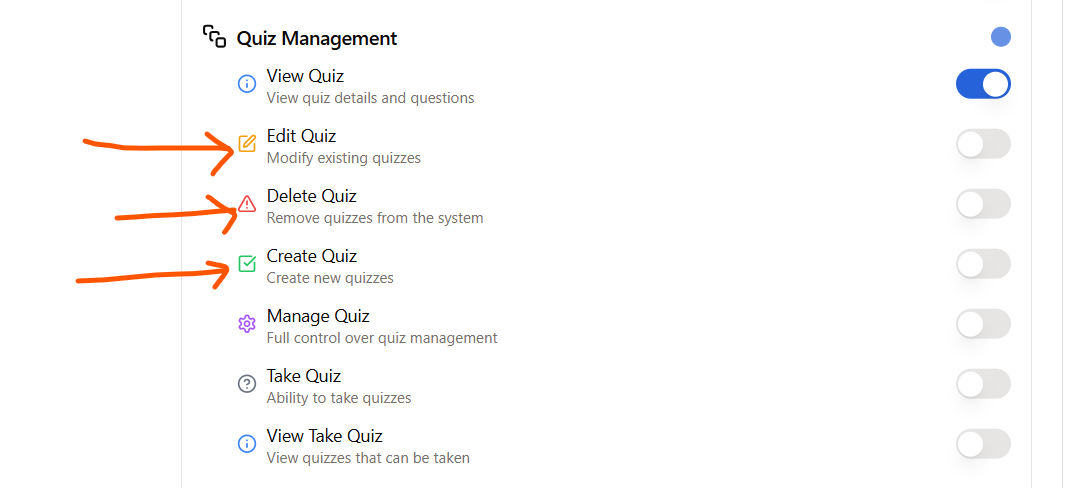 Quiz Management
View Quiz
View quiz details and questions
Edit Quiz
Modify existing quizzes
Delete Quiz
Remove quizzes from the system
Create Quiz
Create new quizzes
Manage Quiz
Full control over quiz management
Take Quiz
Ability to take quizzes
View Take Quiz
View quizzes that can be taken